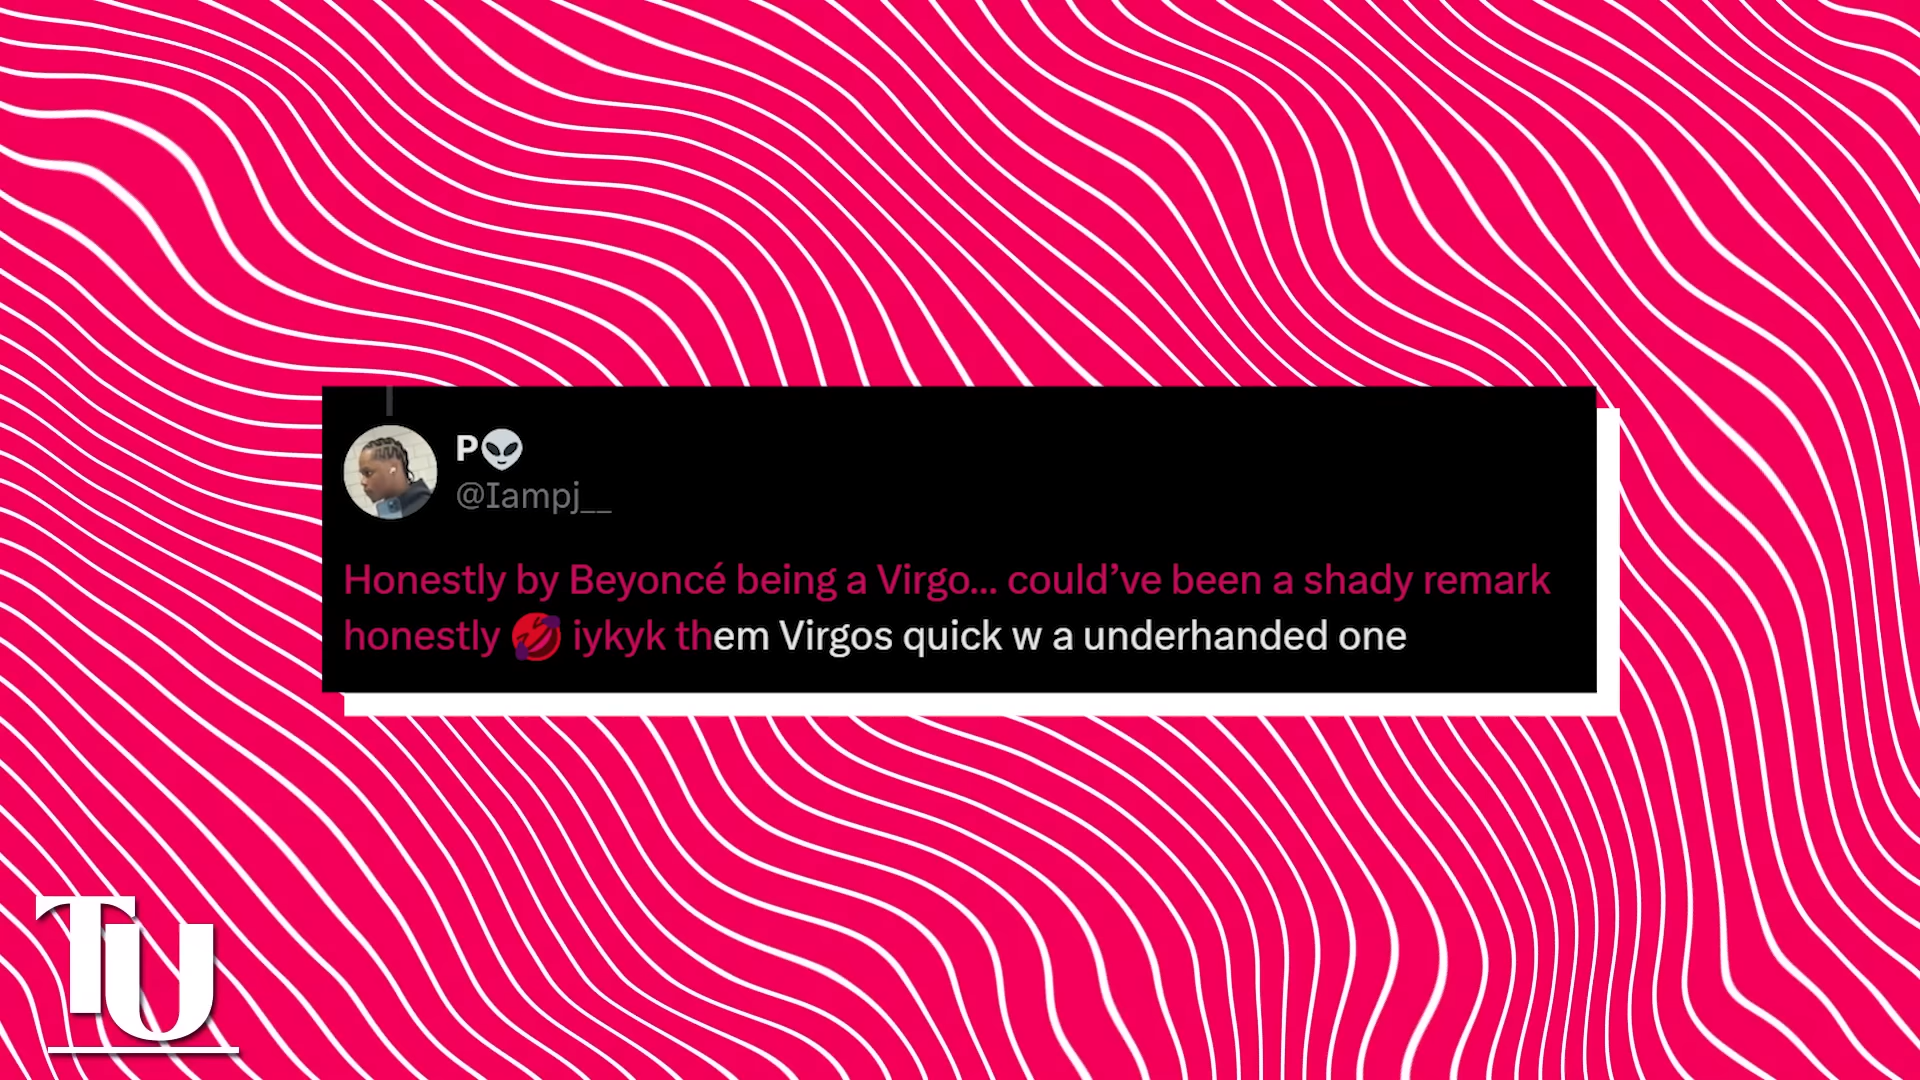 P👽
@Iampj__
Honestly by Beyoncé being a Virgo... could’ve been a shady remark
honestly 💞 iykyk them Virgos quick w a underhanded one
TU